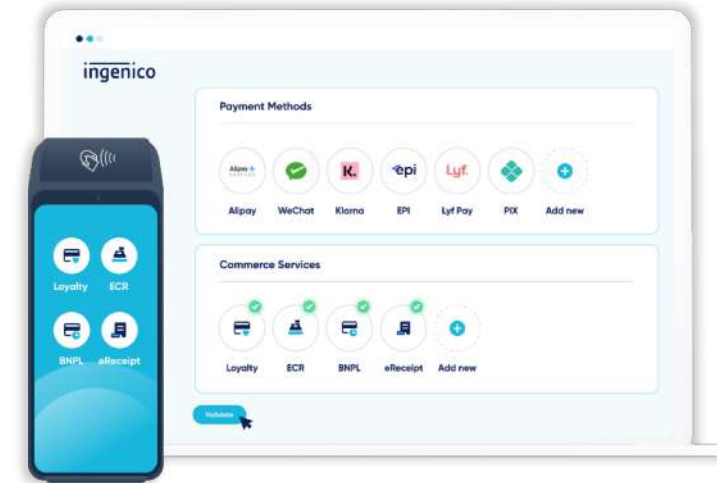 ingenico
Payment Methods
Alipay+
K.
epi
Lyf.
Alipay WeChat Klarna EPI Lyf Pay PIX Add new
Commerce Services
Loyalty ECR BNPL eReceipt Add new
Validate
Loyalty ECR
BNPL eReceipt